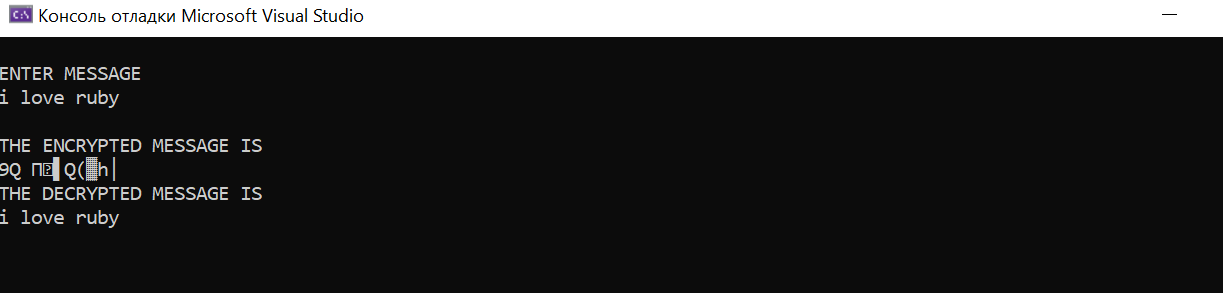 Консоль отладки Microsoft Visual Studio
ENTER MESSAGE
i love ruby
THE ENCRYPTED MESSAGE IS
9Q П⍰▌Q(▓h│
THE DECRYPTED MESSAGE IS
i love ruby